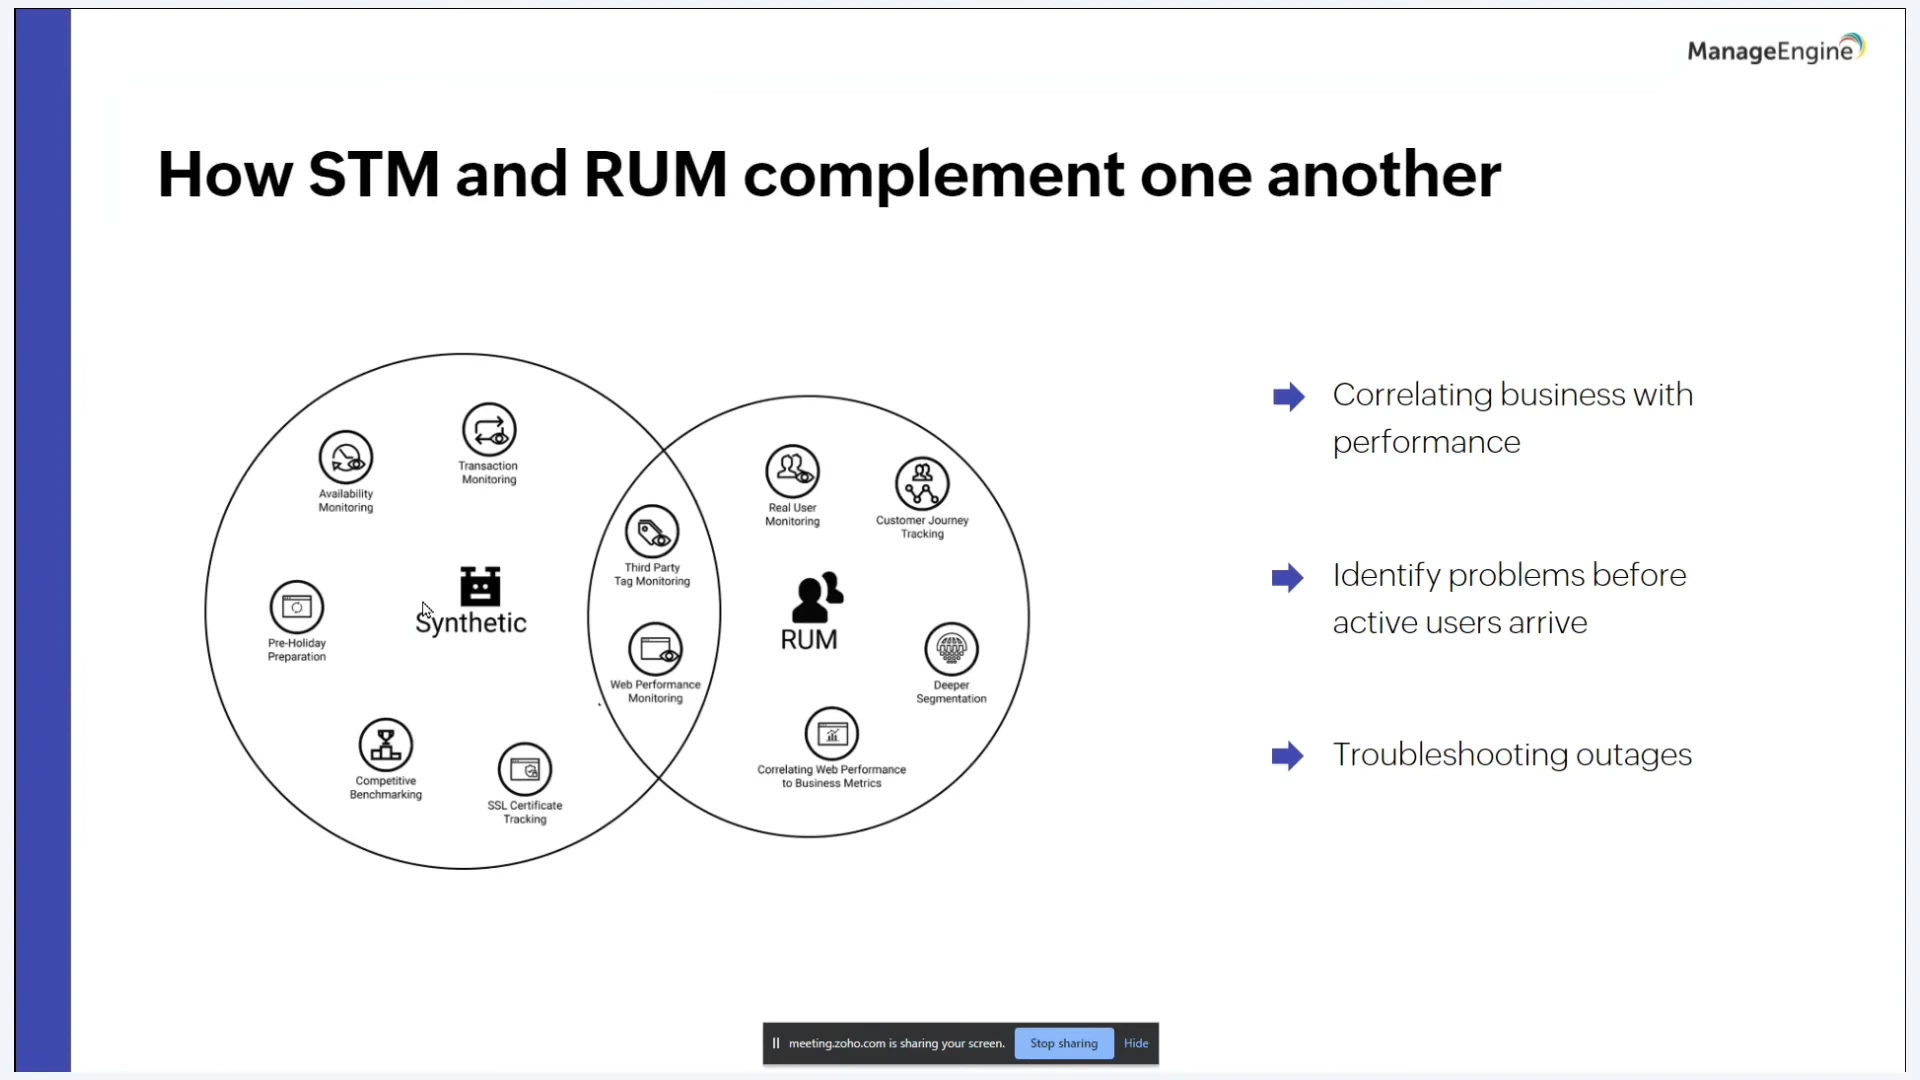 ManageEngine
How STM and RUM complement one another
Availability
Monitoring
Transaction
Monitoring
Pre-Holiday
Preparation
Synthetic
Competitive
Benchmarking
SSL Certificate
Tracking
Third Party
Tag Monitoring
Web Performance
Monitoring
Real User
Monitoring
Customer Journey
Tracking
RUM
Deeper
Segmentation
Correlating Web Performance
to Business Metrics
Correlating business with
performance
Identify problems before
active users arrive
Troubleshooting outages
meeting.zoho.com is sharing your screen.
Stop sharing
Hide